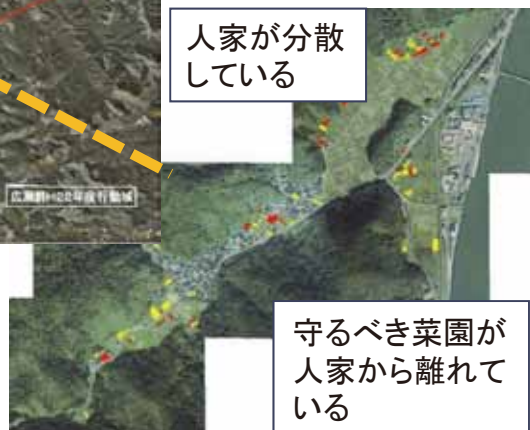 人家が分散
している
守るべき菜園が
人家から離れて
いる